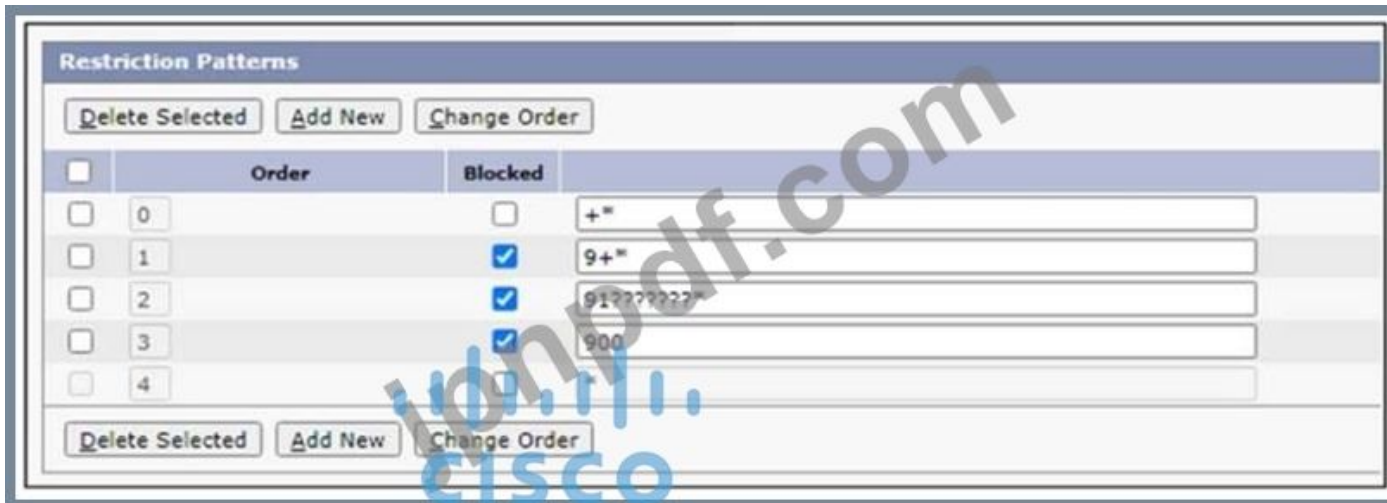 Restriction Patterns
Delete Selected Add New Change Order
Order Blocked
0 +*
1 9+*
2 91???????*
3 900
4 *
Delete Selected Add New Change Order
jpnpdf.com
CISCO